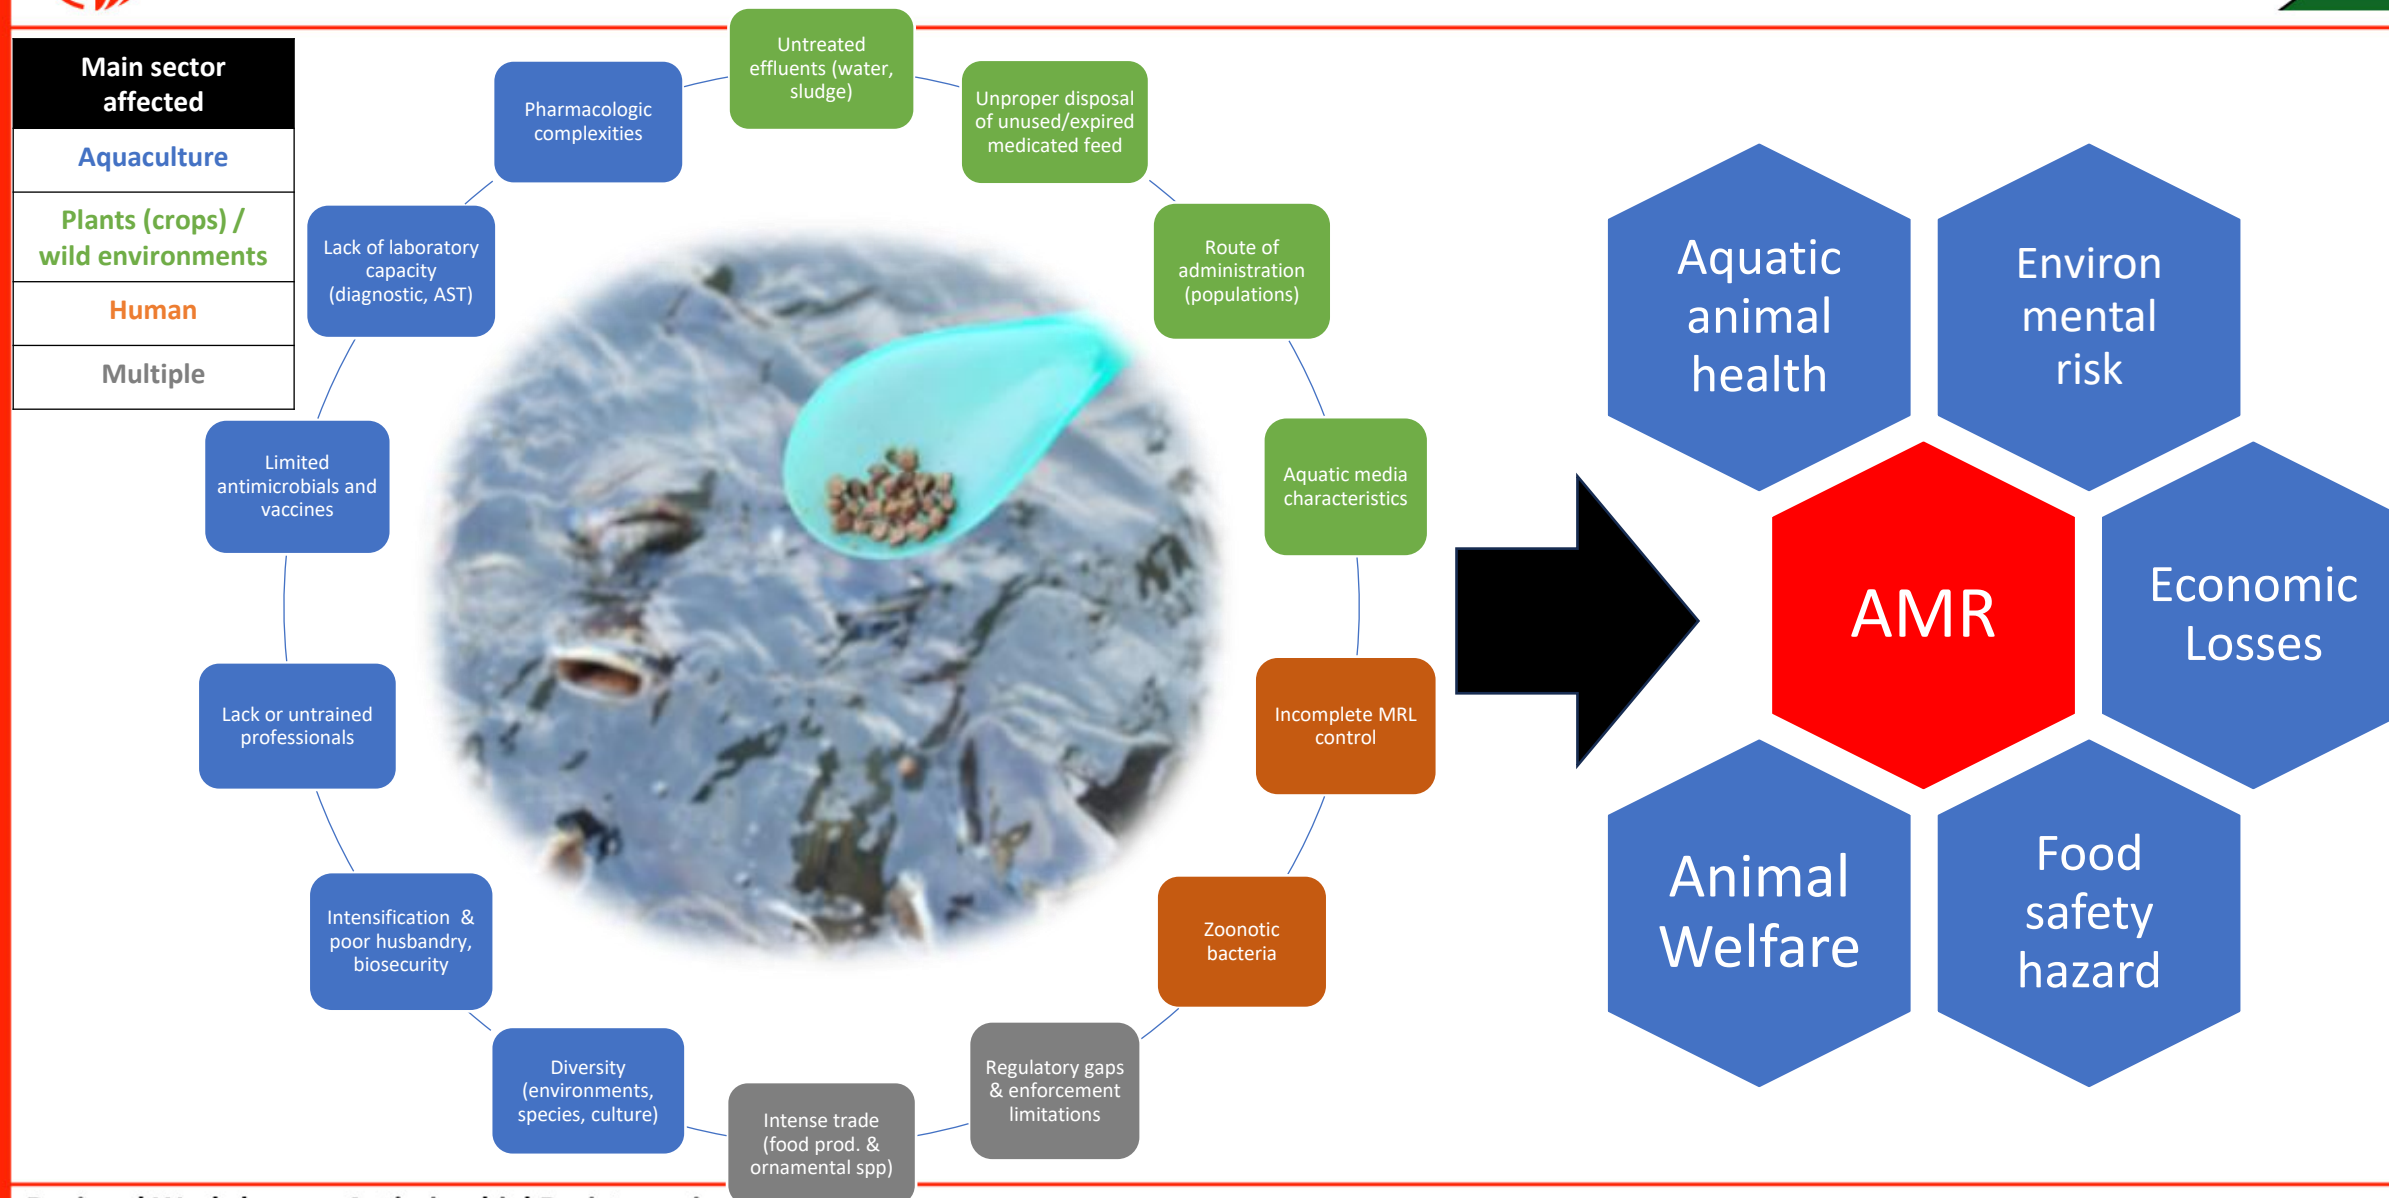 Main sector
affected
Aquaculture
Plants (crops) /
wild environments
Human
Multiple
Untreated
effluents (water,
sludge)
Unproper disposal
of unused/expired
medicated feed
Route of
administration
(populations)
Aquatic media
characteristics
Incomplete MRL
control
Zoonotic
bacteria
Regulatory gaps
& enforcement
limitations
Intense trade
(food prod. &
ornamental spp)
Diversity
(environments,
species, culture)
Intensification &
poor husbandry,
biosecurity
Lack or untrained
professionals
Limited
antimicrobials and
vaccines
Lack of laboratory
capacity
(diagnostic, AST)
Pharmacologic
complexities
Aquatic
animal
health
Environ
mental
risk
AMR
Economic
Losses
Animal
Welfare
Food
safety
hazard